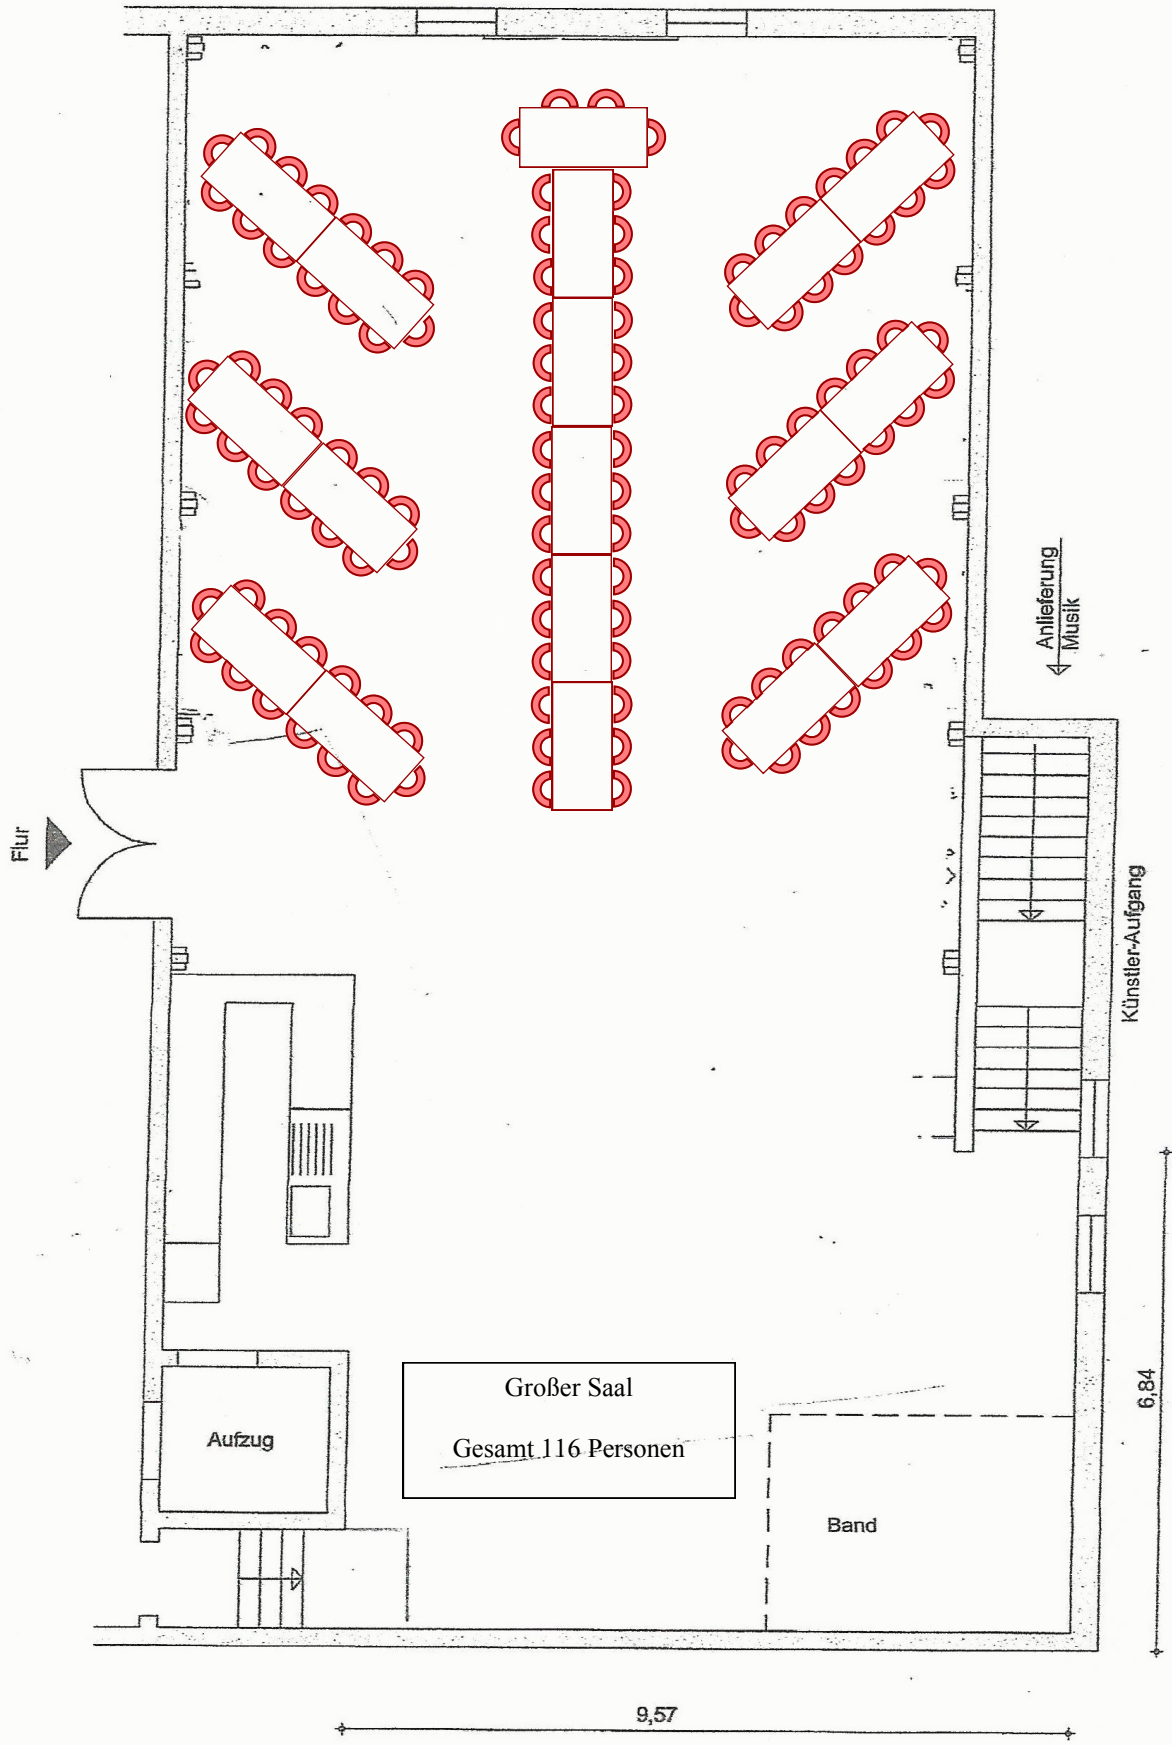 Anlieferung
Musik
Flur
Künstler-Aufgang
Großer Saal
Gesamt 116 Personen
6,84
Aufzug
Band
9,57